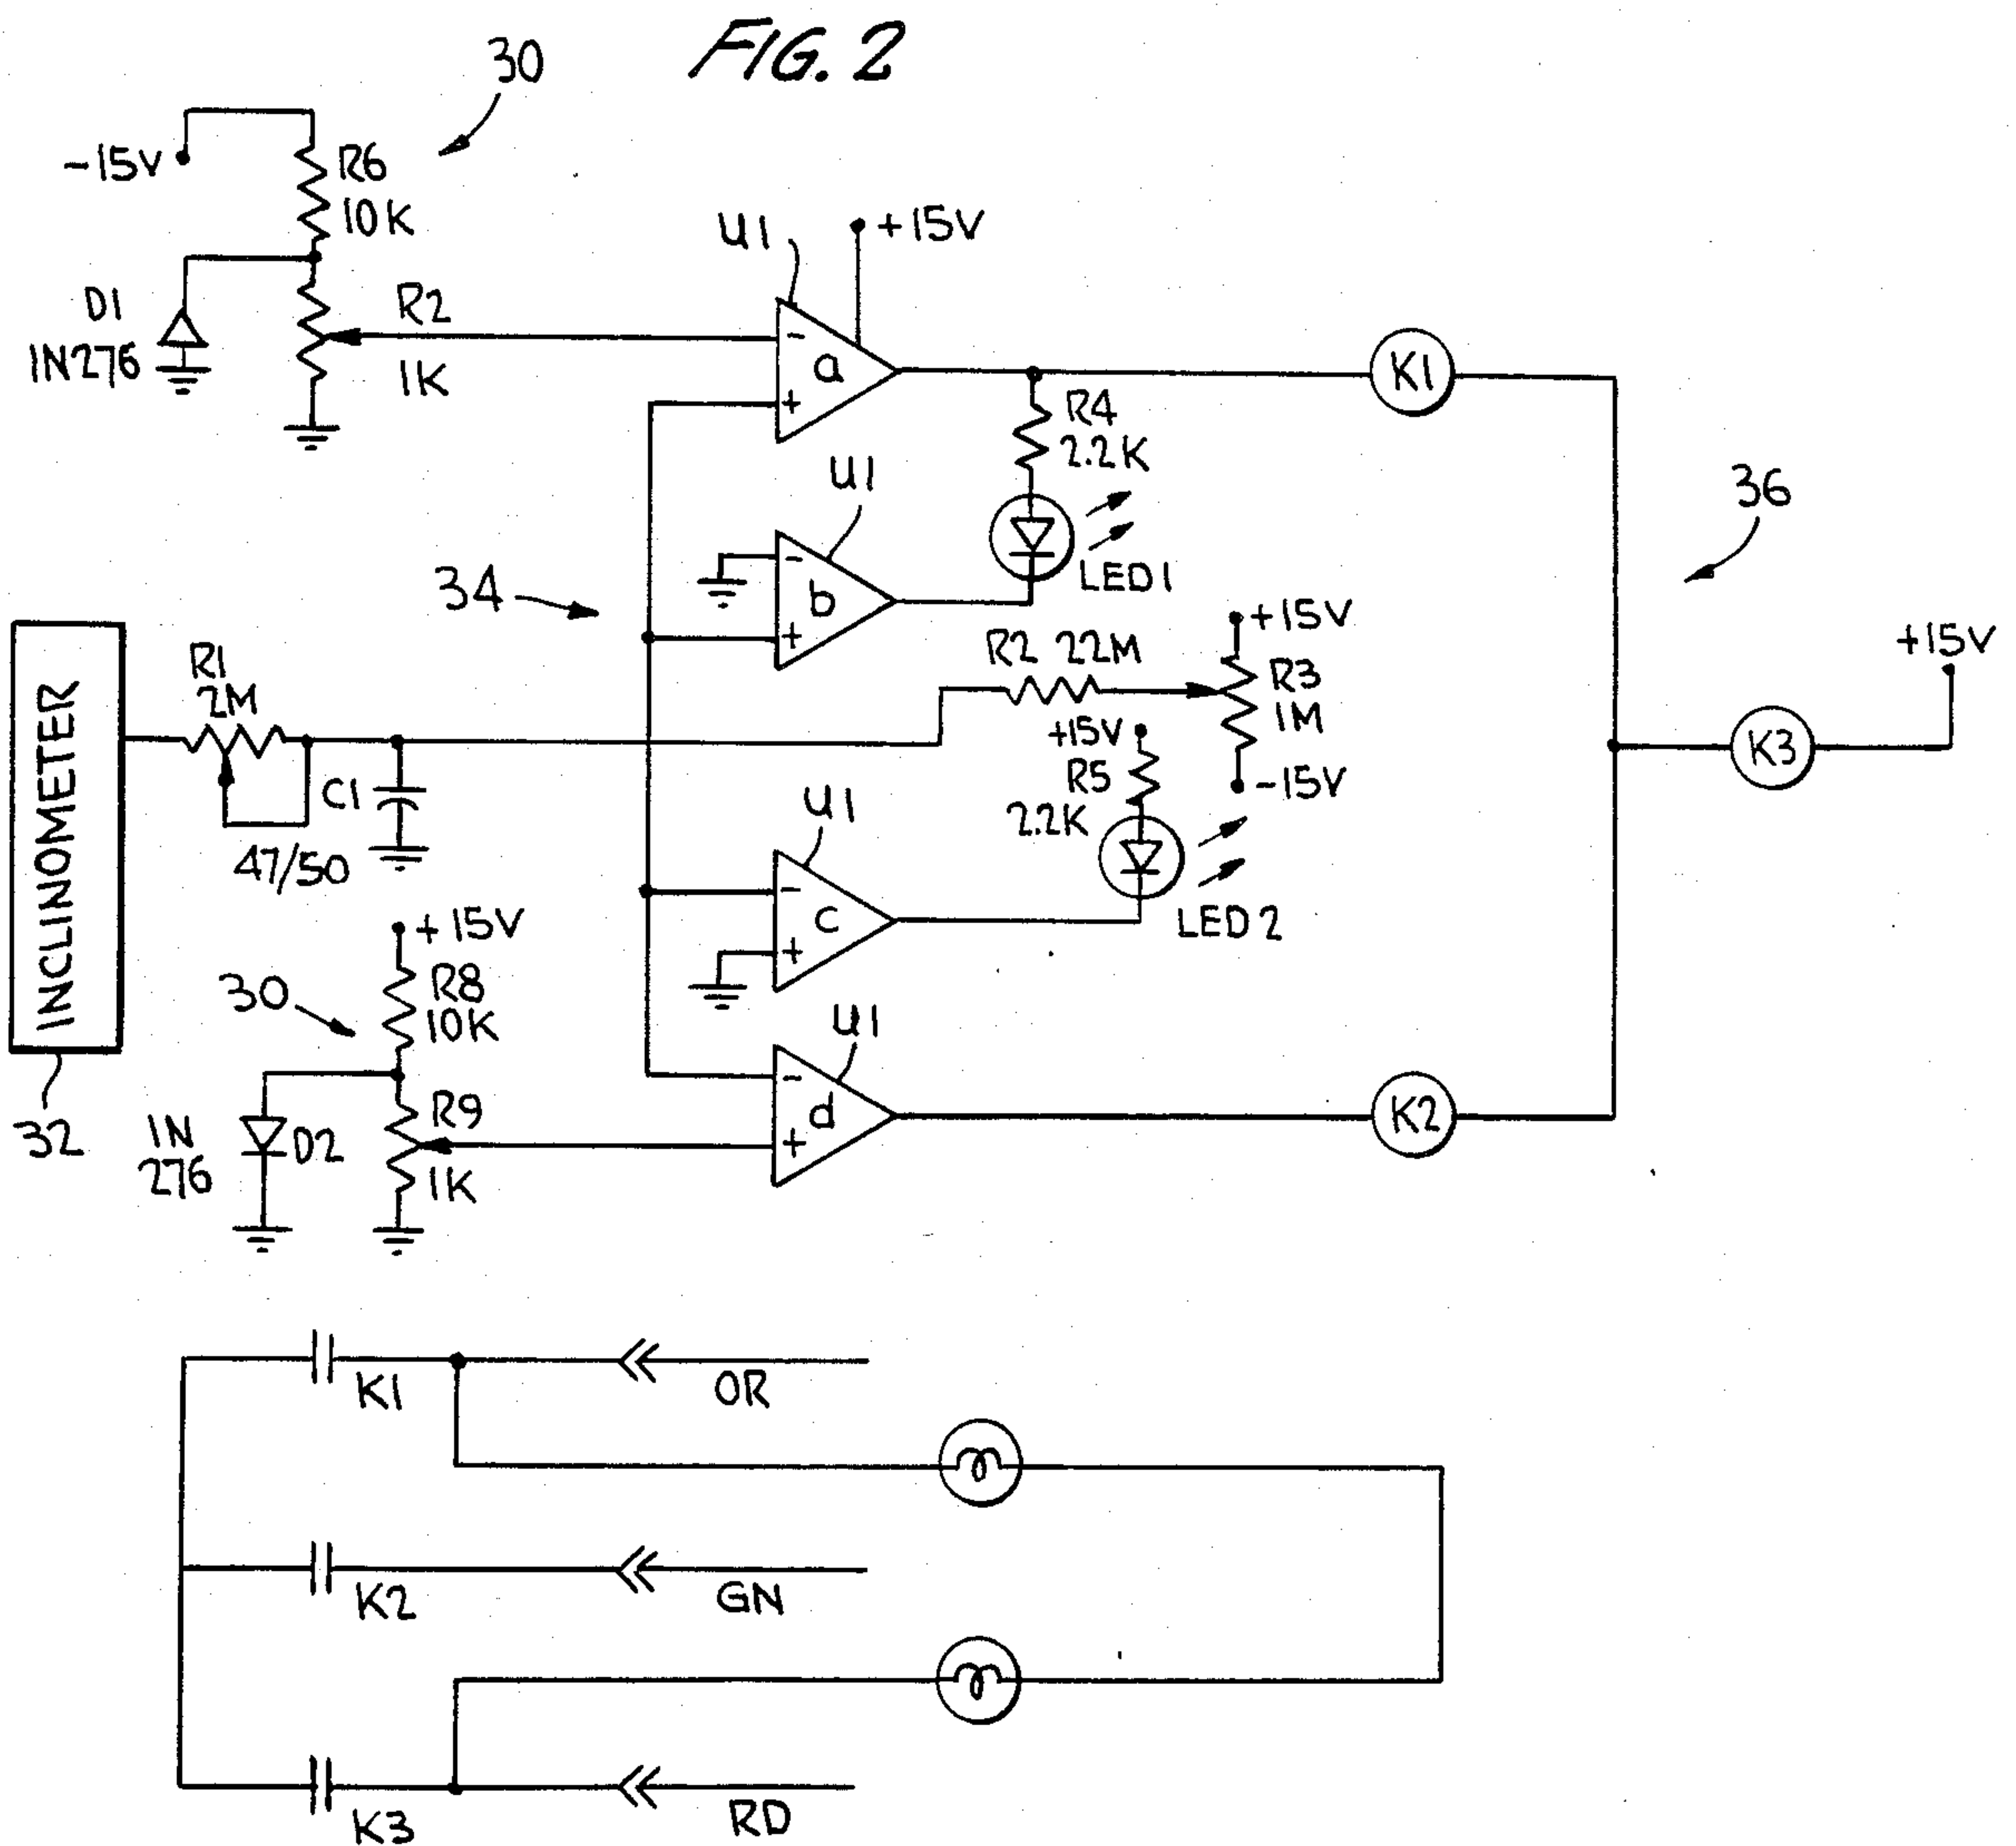 FIG. 2
30
-15V
R6
10K
U1
+15V
D1
IN276
R2
1K
-
a
+
K1
R4
2.2K
U1
36
-
b
+
LED1
34
+15V
R2 22M
R3
1M
-15V
+15V
K3
INCLINOMETER
R1
2M
C1
47/50
+15V
R5
2.2K
U1
LED2
-
c
+
+15V
30
R8
10K
U1
32
IN
276
D2
R9
1K
-
d
+
K2
K1
OR
K2
GN
K3
RD